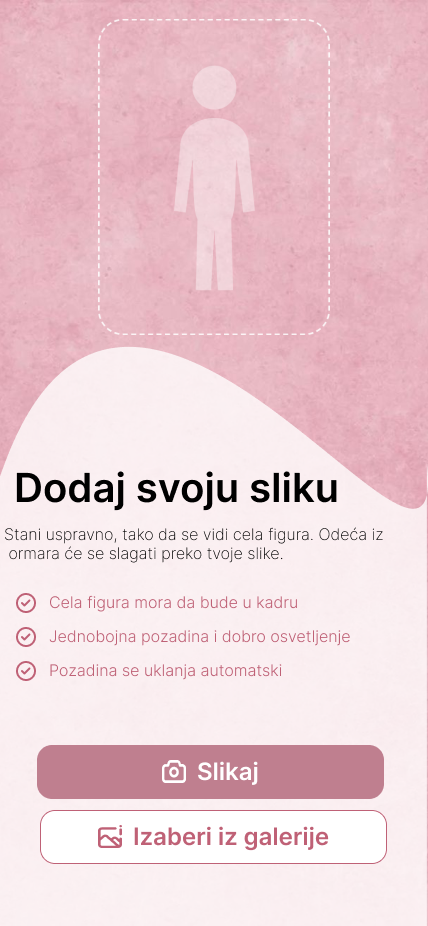 Dodaj svoju sliku
Stani uspravno, tako da se vidi cela figura. Odeća iz
ormara će se slagati preko tvoje slike.
Cela figura mora da bude u kadru
Jednobojna pozadina i dobro osvetljenje
Pozadina se uklanja automatski
Slikaj
Izaberi iz galerije